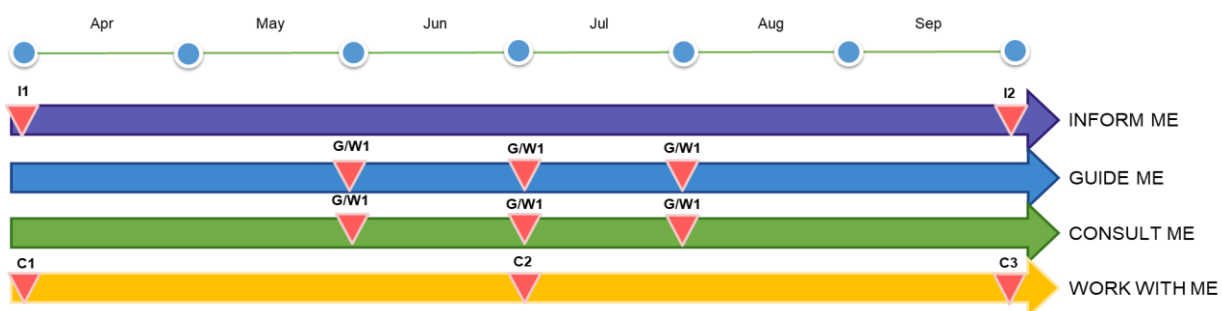 Apr May Jun Jul Aug Sep
I1 I2
INFORM ME
G/W1 G/W1 G/W1
GUIDE ME
G/W1 G/W1 G/W1
CONSULT ME
C1 C2 C3
WORK WITH ME